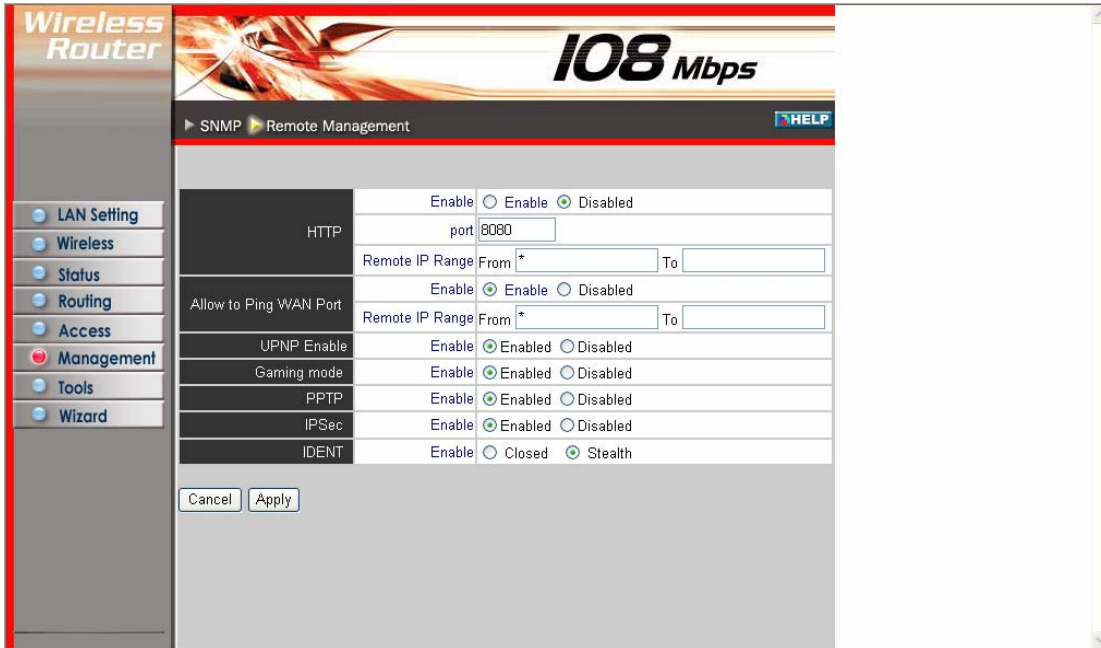 Wireless
Router
108 Mbps
SNMP Remote Management
HELP
LAN Setting
Wireless
Status
Routing
Access
Management
Tools
Wizard
HTTP
Enable Enable Disabled
port 8080
Remote IP Range From * To
Allow to Ping WAN Port
Enable Enable Disabled
Remote IP Range From * To
UPNP Enable Enable Enabled Disabled
Gaming mode Enable Enabled Disabled
PPTP Enable Enabled Disabled
IPSec Enable Enabled Disabled
IDENT Enable Closed Stealth
Cancel Apply